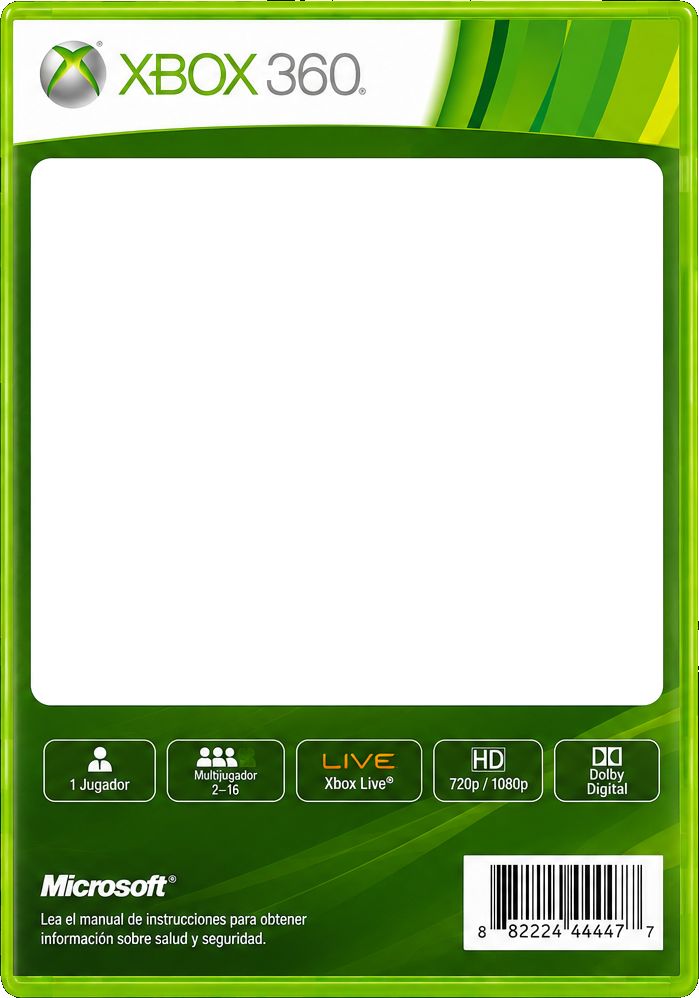 XBOX 360®
1 Jugador
Multijugador
2–16
LIVE
Xbox Live®
HD
720p / 1080p
Dolby
Digital
Microsoft®
Lea el manual de instrucciones para obtener
información sobre salud y seguridad.
8 82224 44447 7